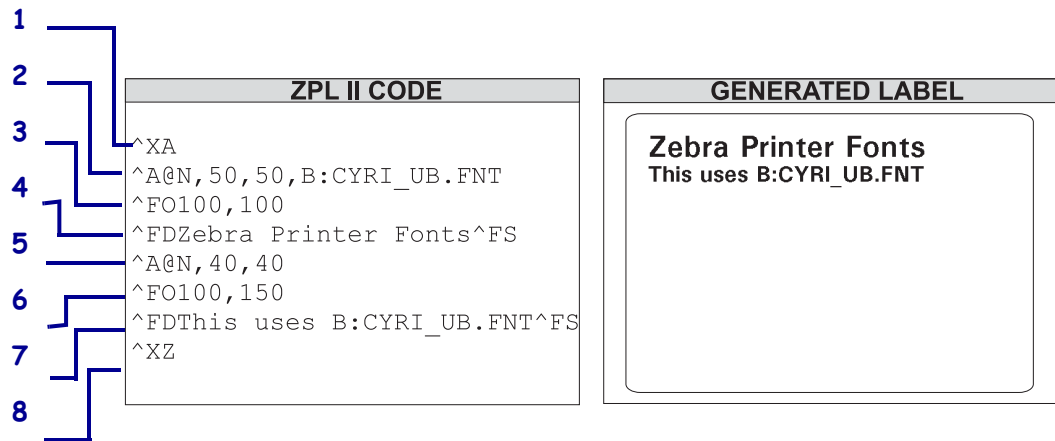 1
2
3
4
5
6
7
8
ZPL II CODE
^XA
^A@N,50,50,B:CYRI_UB.FNT
^FO100,100
^FDZebra Printer Fonts^FS
^A@N,40,40
^FO100,150
^FDThis uses B:CYRI_UB.FNT^FS
^XZ
GENERATED LABEL
Zebra Printer Fonts
This uses B:CYRI_UB.FNT